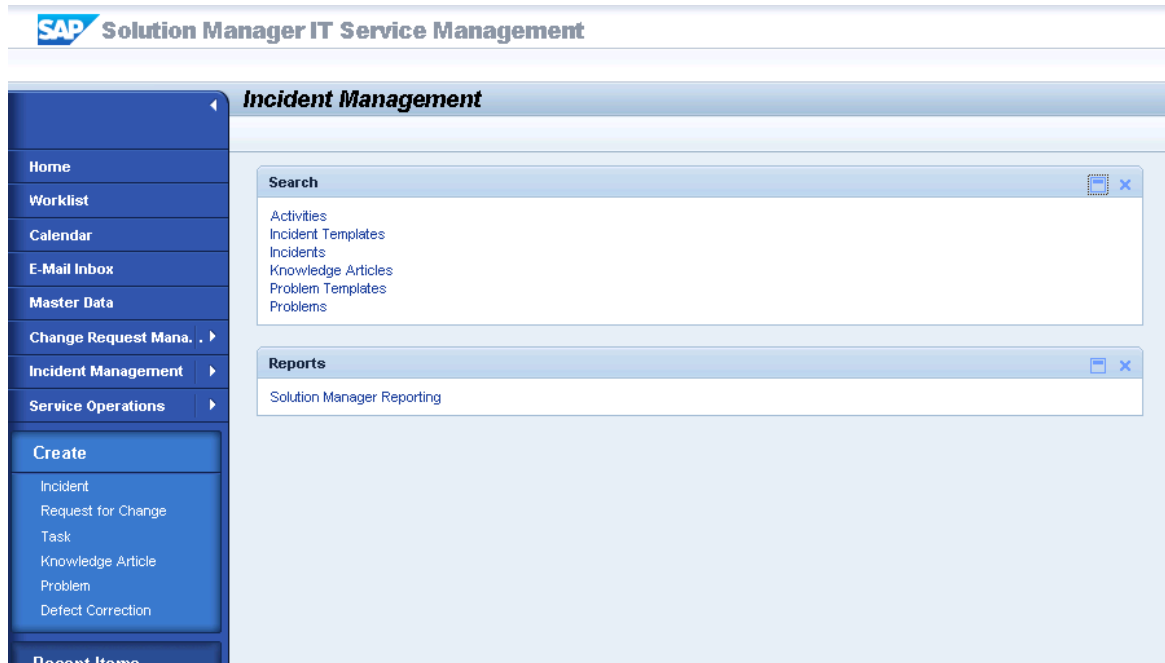 SAP Solution Manager IT Service Management
Incident Management
Home
Worklist
Calendar
E-Mail Inbox
Master Data
Change Request Mana. .
Incident Management
Service Operations
Create
Incident
Request for Change
Task
Knowledge Article
Problem
Defect Correction
Recent Items
Search
Activities
Incident Templates
Incidents
Knowledge Articles
Problem Templates
Problems
Reports
Solution Manager Reporting